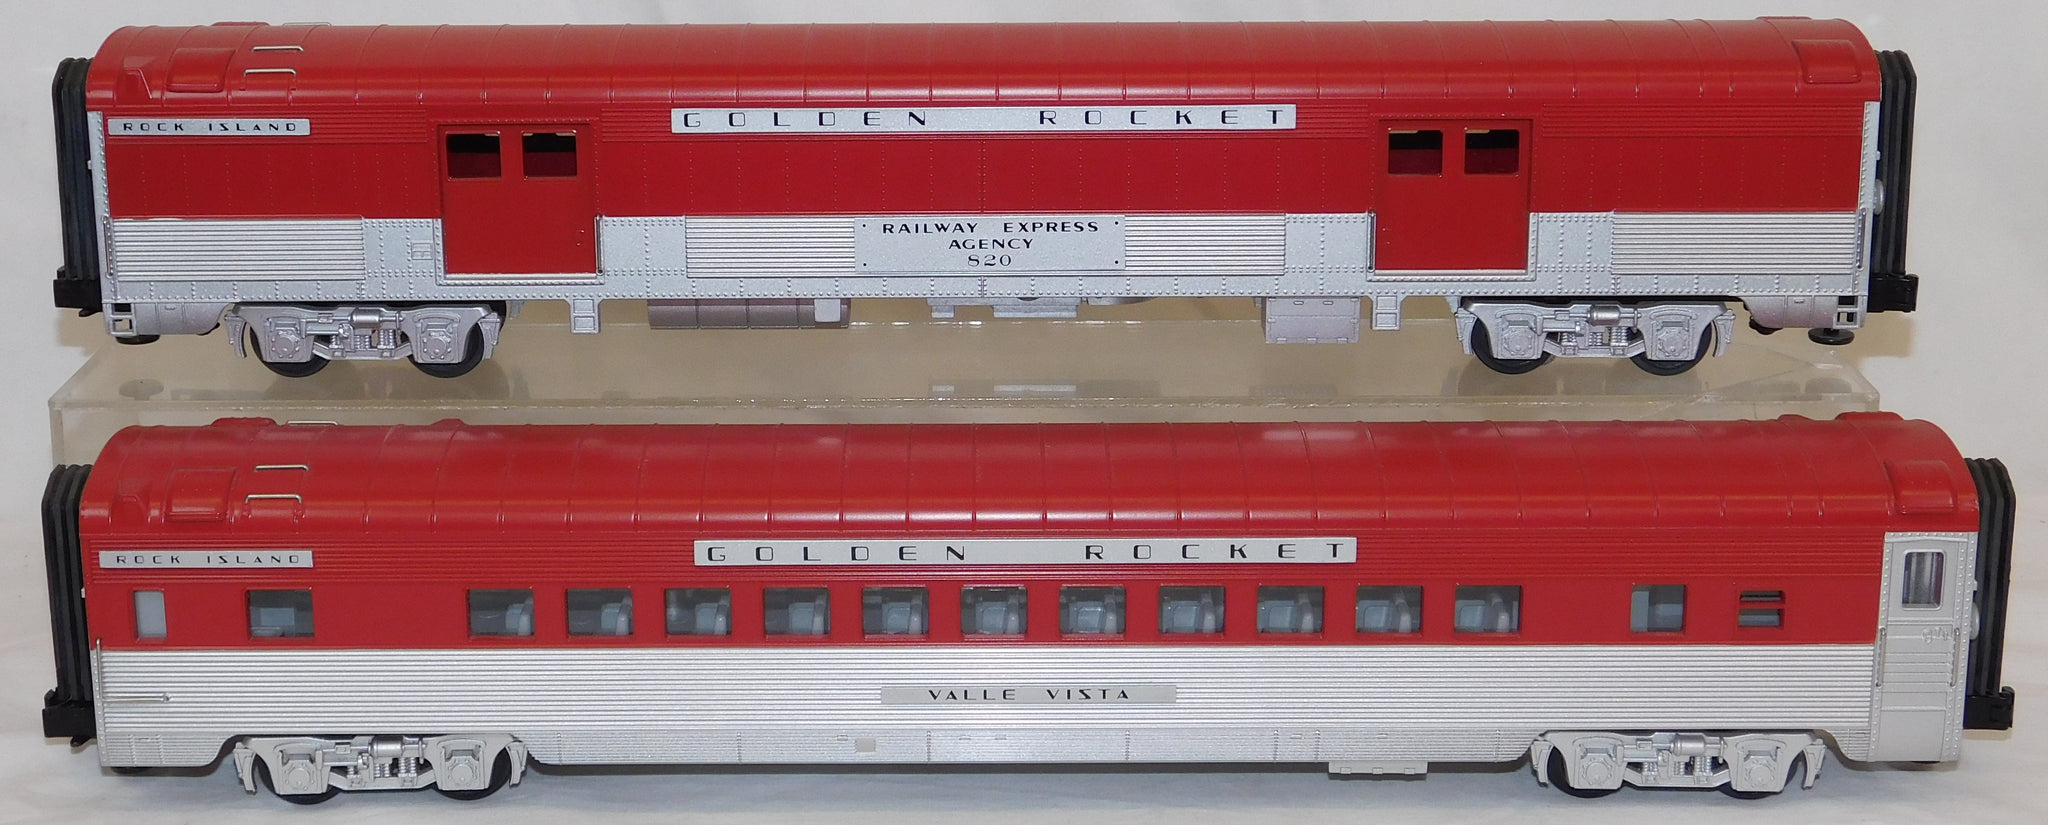 ROCK ISLAND
GOLDEN ROCKET
RAILWAY EXPRESS
AGENCY
820
ROCK ISLAND
GOLDEN ROCKET
VALLE VISTA